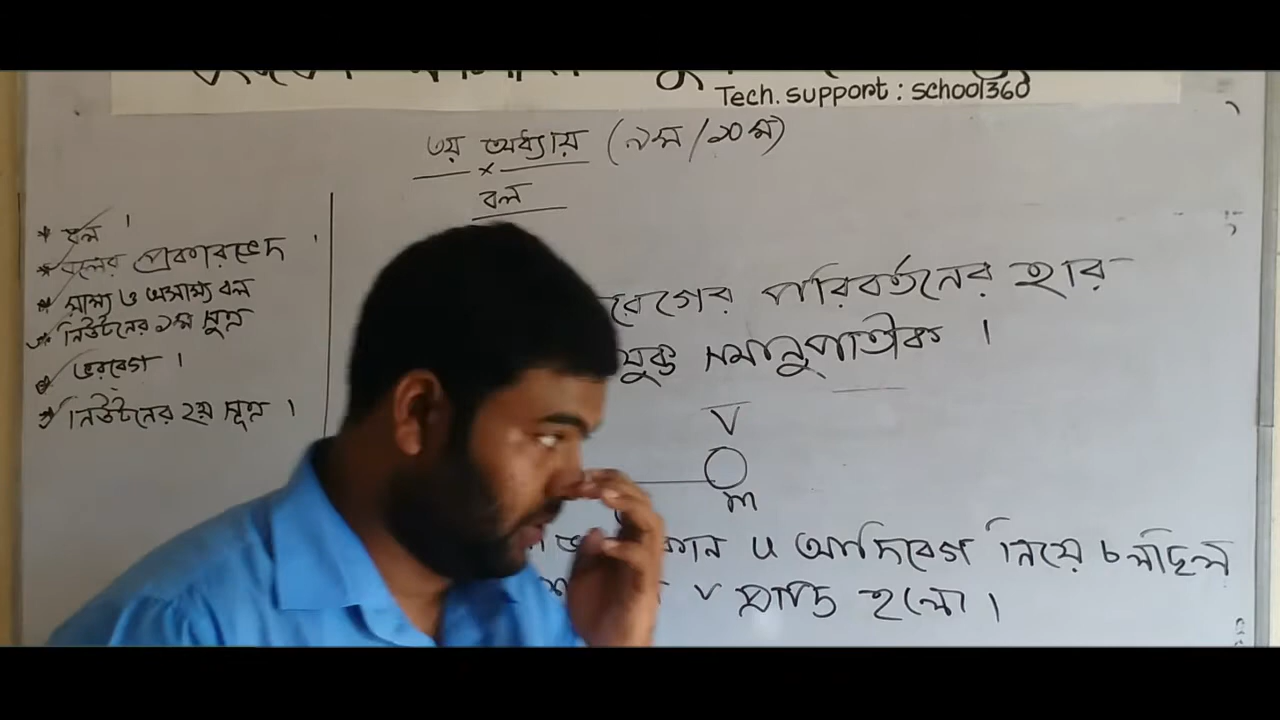 Tech. support : school360
৩য় অধ্যায় (৯ম/১০ম)
বল
* বল ।
* বলের প্রকারভেদ ।
* সাম্য ও অসাম্য বল
* নিউটনের ১ম সূত্র
* ভরবেগ ।
* নিউটনের ২য় সূত্র ।
বেগের পরিবর্তনের হার
সমানুপাতীক ।
V
m
u আদিবেগ নিয়ে চলছিল
v প্রাপ্তি হলো ।